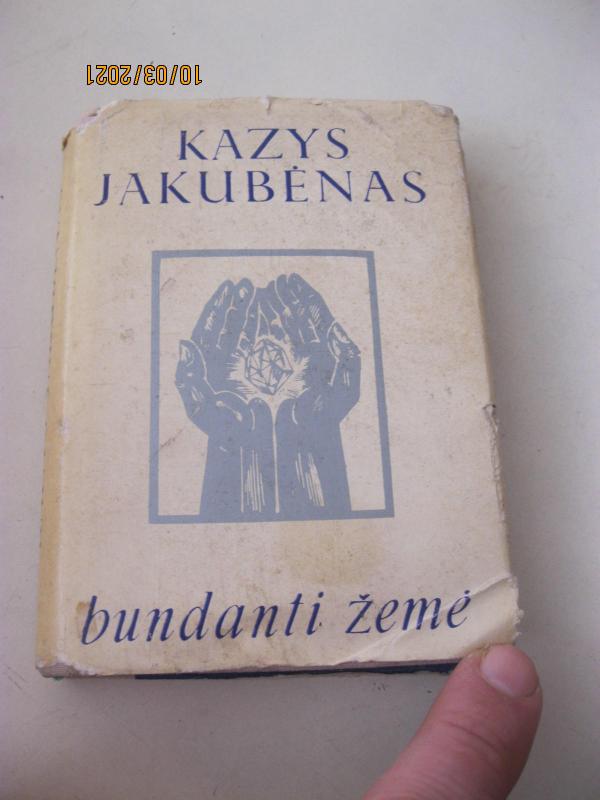 10/03/2021
KAZYS
JAKUBĖNAS
bundanti žemė